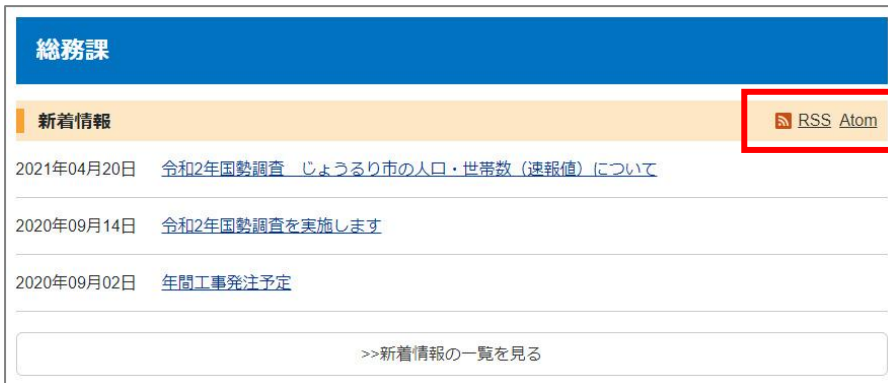 総務課
新着情報 RSS Atom
2021年04月20日 令和2年国勢調査　じょうるり市の人口・世帯数（速報値）について
2020年09月14日 令和2年国勢調査を実施します
2020年09月02日 年間工事発注予定
>>新着情報の一覧を見る